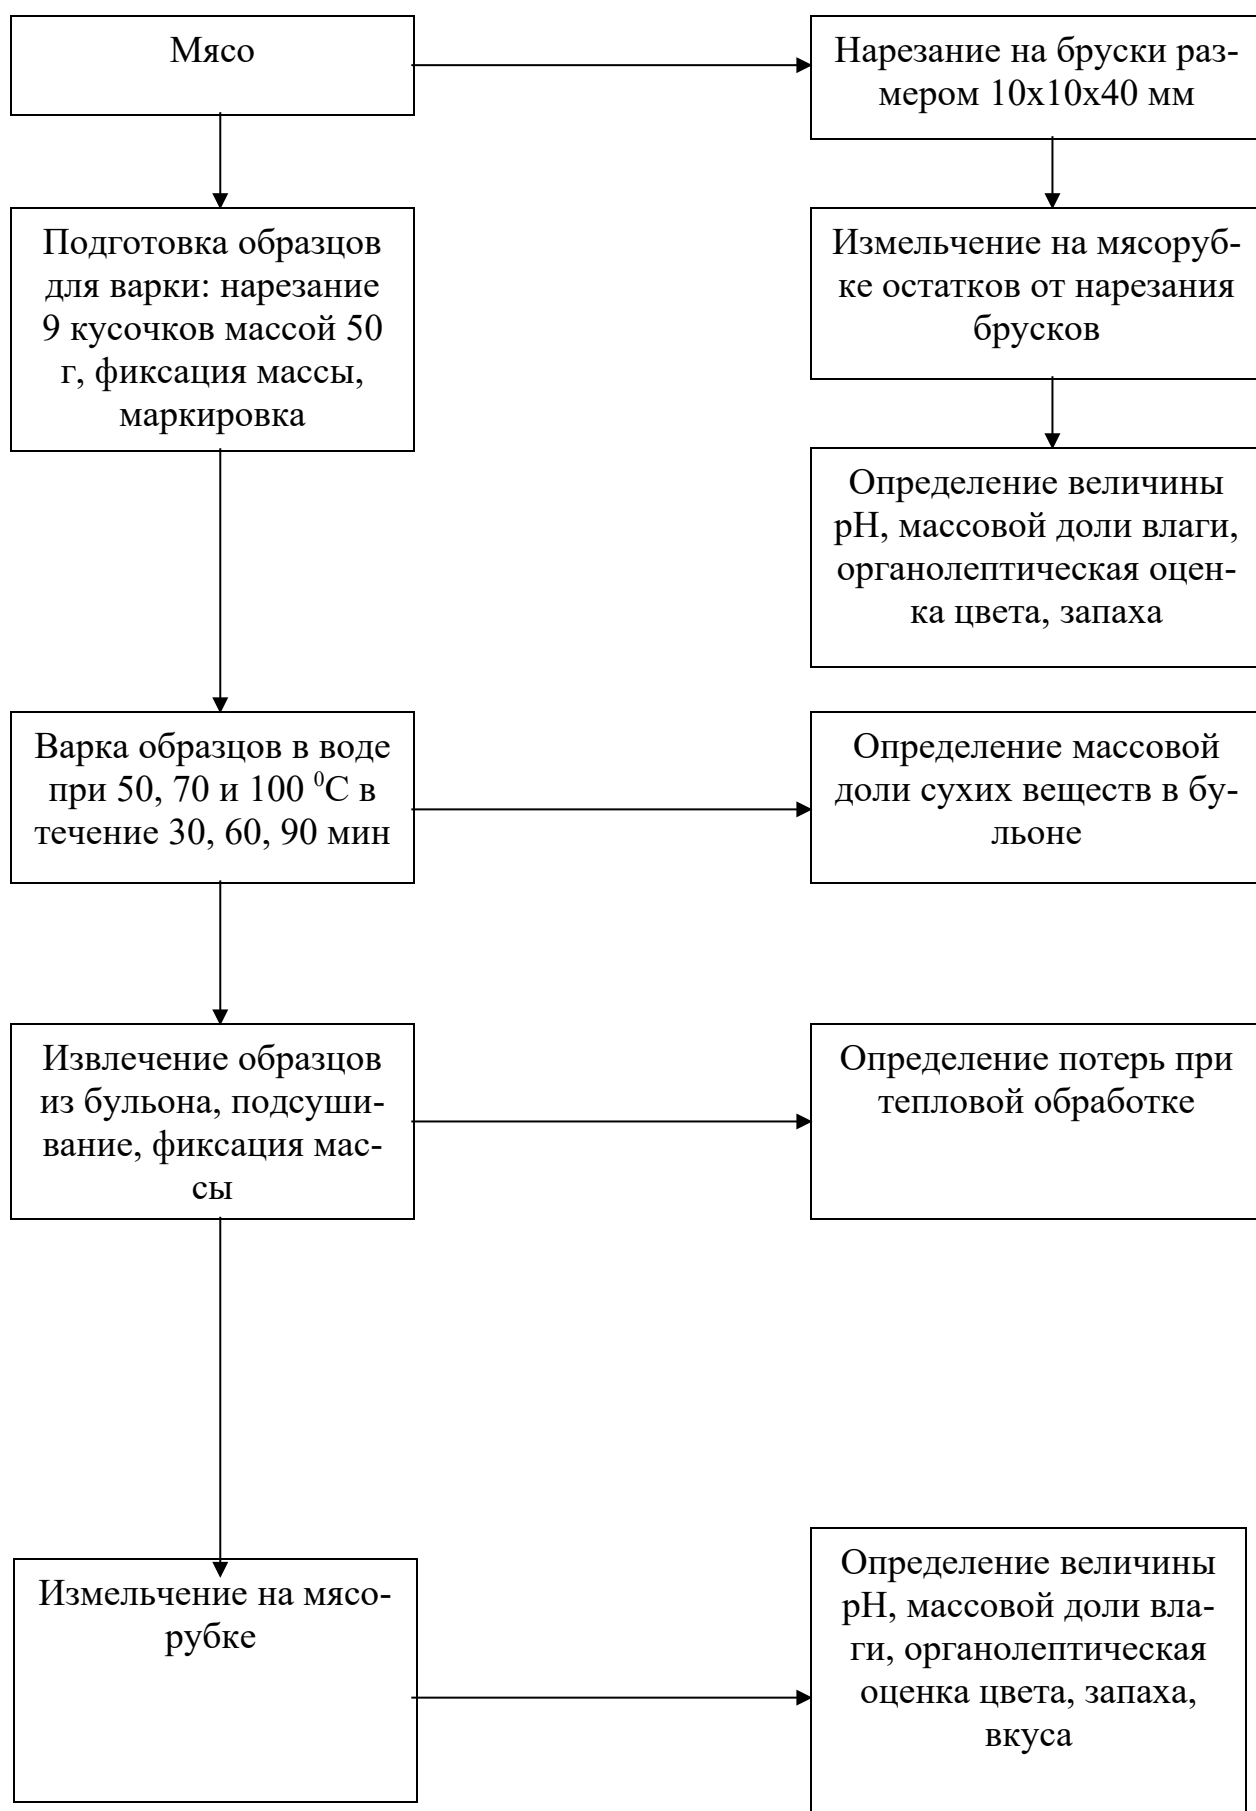 Мясо
Нарезание на бруски раз-
мером 10х10х40 мм
Подготовка образцов
для варки: нарезание
9 кусочков массой 50
г, фиксация массы,
маркировка
Измельчение на мясоруб-
ке остатков от нарезания
брусков
Определение величины
рН, массовой доли влаги,
органолептическая оцен-
ка цвета, запаха
Варка образцов в воде
при 50, 70 и 100 ⁰С в
течение 30, 60, 90 мин
Определение массовой
доли сухих веществ в бу-
льоне
Извлечение образцов
из бульона, подсуши-
вание, фиксация мас-
сы
Определение потерь при
тепловой обработке
Измельчение на мясо-
рубке
Определение величины
рН, массовой доли вла-
ги, органолептическая
оценка цвета, запаха,
вкуса